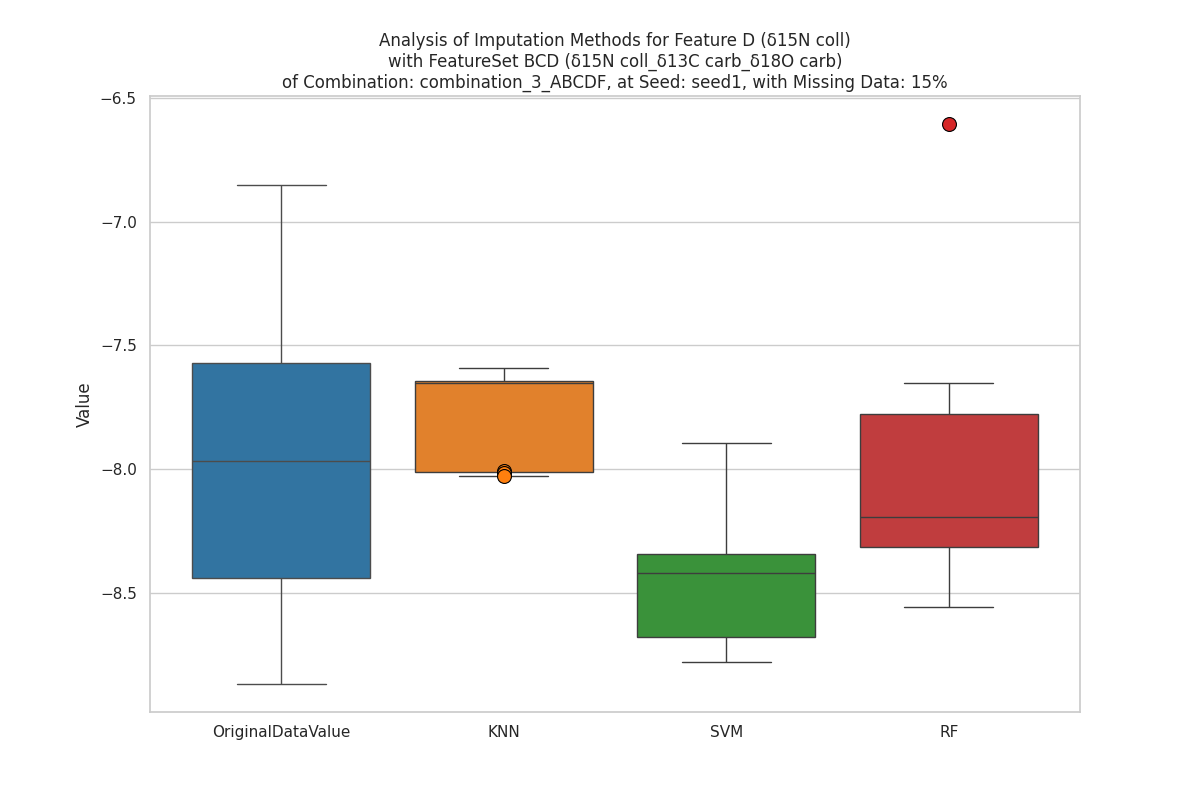 Analysis of Imputation Methods for Feature D (δ15N coll)
with FeatureSet BCD (δ15N coll_δ13C carb_δ18O carb)
of Combination: combination_3_ABCDF, at Seed: seed1, with Missing Data: 15%
Value
−6.5
−7.0
−7.5
−8.0
−8.5
OriginalDataValue
KNN
SVM
RF